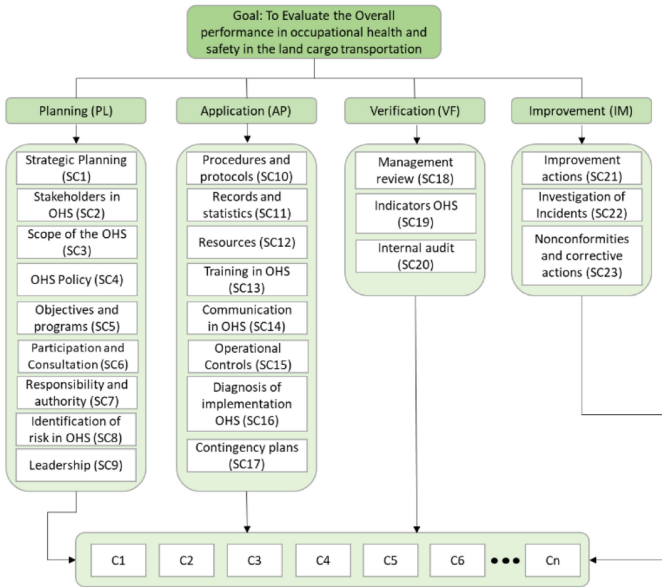 Goal: To Evaluate the Overall
performance in occupational health and
safety in the land cargo transportation
Planning (PL)
Strategic Planning
(SC1)
Stakeholders in
OHS (SC2)
Scope of the OHS
(SC3)
OHS Policy (SC4)
Objectives and
programs (SC5)
Participation and
Consultation (SC6)
Responsibility and
authority (SC7)
Identification of
risk in OHS (SC8)
Leadership (SC9)
Application (AP)
Procedures and
protocols (SC10)
Records and
statistics (SC11)
Resources (SC12)
Training in OHS
(SC13)
Communication
in OHS (SC14)
Operational
Controls (SC15)
Diagnosis of
implementation
OHS (SC16)
Contingency plans
(SC17)
Verification (VF)
Management
review (SC18)
Indicators OHS
(SC19)
Internal audit
(SC20)
Improvement (IM)
Improvement
actions (SC21)
Investigation of
Incidents (SC22)
Nonconformities
and corrective
actions (SC23)
C1 C2 C3 C4 C5 C6 ••• Cn